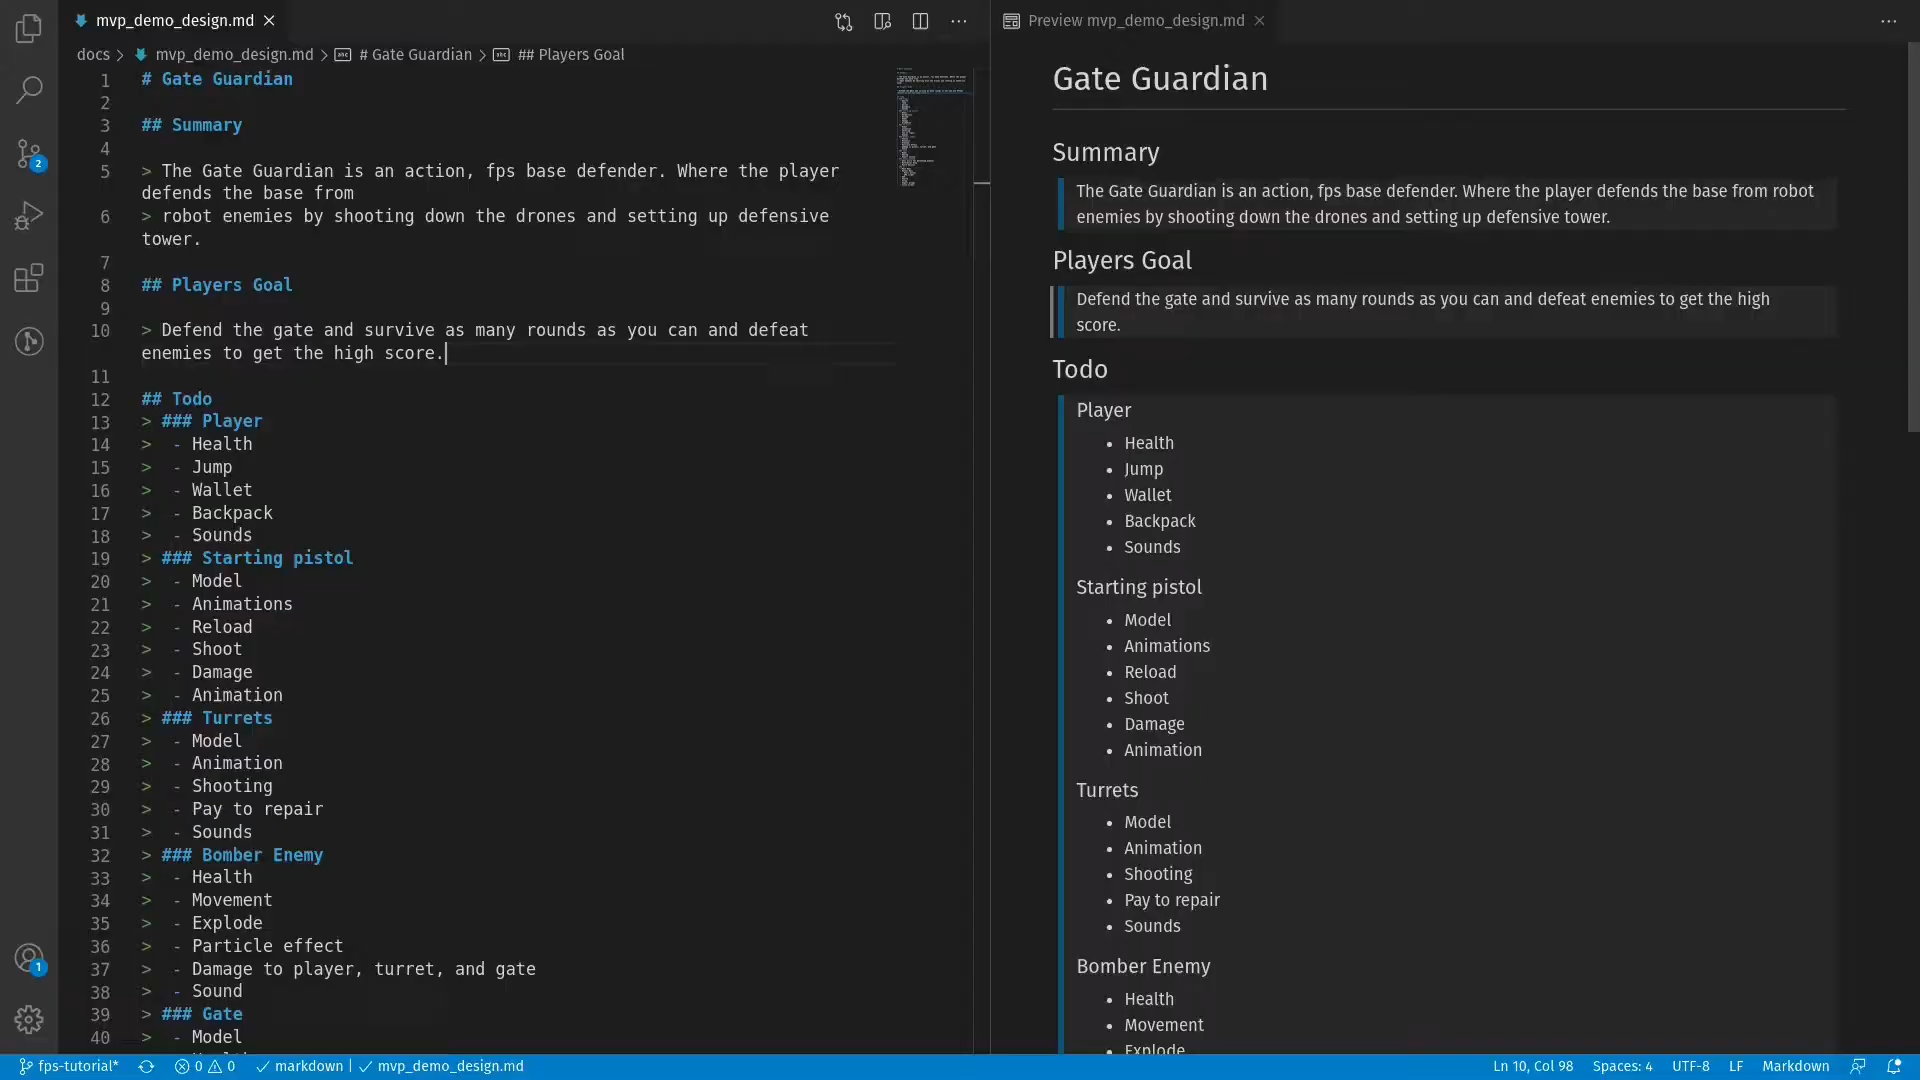 mvp_demo_design.md
docs > mvp_demo_design.md > # Gate Guardian > ## Players Goal
1 # Gate Guardian
2
3 ## Summary
4
5 > The Gate Guardian is an action, fps base defender. Where the player
defends the base from
6 > robot enemies by shooting down the drones and setting up defensive
tower.
7
8 ## Players Goal
9
10 > Defend the gate and survive as many rounds as you can and defeat
enemies to get the high score.
11
12 ## Todo
13 > ### Player
14 > - Health
15 > - Jump
16 > - Wallet
17 > - Backpack
18 > - Sounds
19 > ### Starting pistol
20 > - Model
21 > - Animations
22 > - Reload
23 > - Shoot
24 > - Damage
25 > - Animation
26 > ### Turrets
27 > - Model
28 > - Animation
29 > - Shooting
30 > - Pay to repair
31 > - Sounds
32 > ### Bomber Enemy
33 > - Health
34 > - Movement
35 > - Explode
36 > - Particle effect
37 > - Damage to player, turret, and gate
38 > - Sound
39 > ### Gate
40 > - Model
Preview mvp_demo_design.md
Gate Guardian
Summary
The Gate Guardian is an action, fps base defender. Where the player defends the base from robot
enemies by shooting down the drones and setting up defensive tower.
Players Goal
Defend the gate and survive as many rounds as you can and defeat enemies to get the high
score.
Todo
Player
• Health
• Jump
• Wallet
• Backpack
• Sounds
Starting pistol
• Model
• Animations
• Reload
• Shoot
• Damage
• Animation
Turrets
• Model
• Animation
• Shooting
• Pay to repair
• Sounds
Bomber Enemy
• Health
• Movement
• Explode
2
1
fps-tutorial* 0 0 markdown | mvp_demo_design.md Ln 10, Col 98 Spaces: 4 UTF-8 LF Markdown